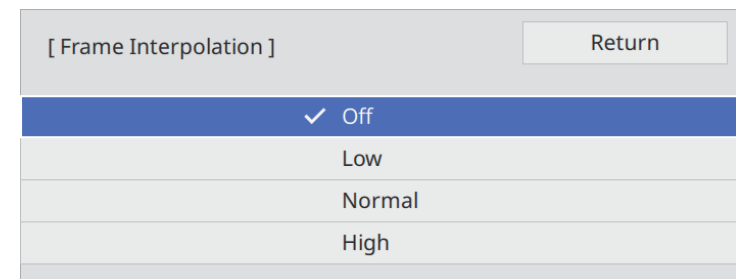 [ Frame Interpolation ]
Return
Off
Low
Normal
High